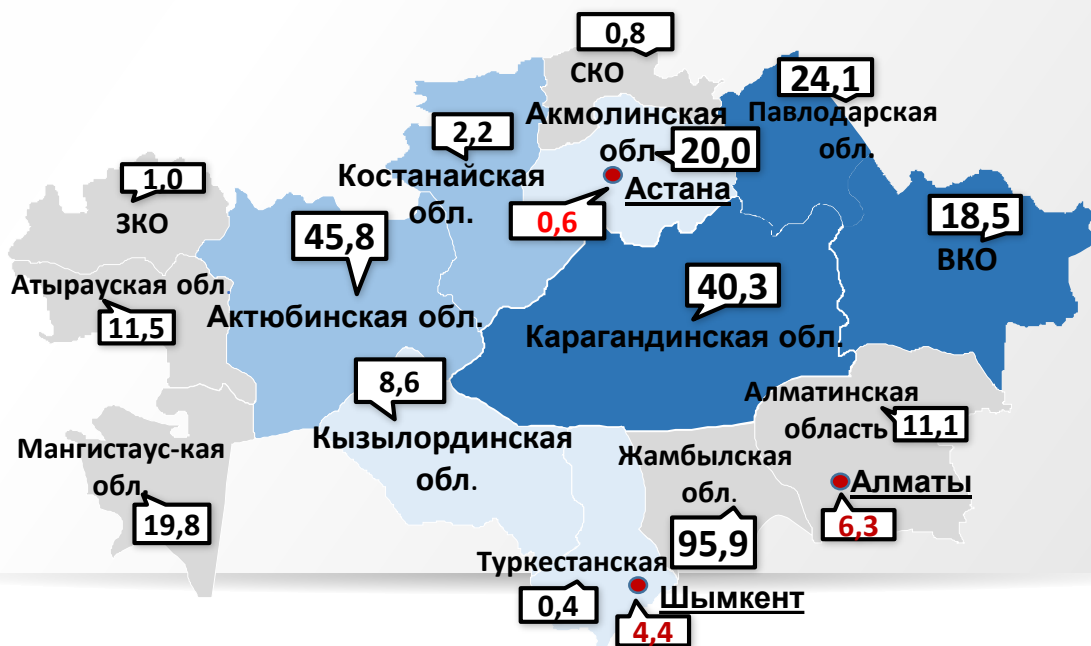 0,8
СКО
24,1
Павлодарская
обл.
Акмолинская
обл
20,0
Астана
0,6
2,2
Костанайская
обл.
1,0
ЗКО
45,8
Актюбинская обл.
18,5
ВКО
Атырауская обл.
11,5
40,3
Карагандинская обл.
8,6
Кызылординская
обл.
Алматинская
область
11,1
Мангистаус-кая
обл.
19,8
Жамбылская
обл.
95,9
Алматы
6,3
Туркестанская
0,4
Шымкент
4,4